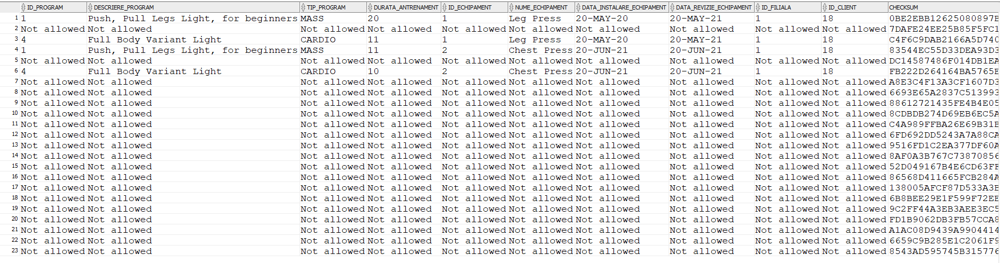 ID_PROGRAM DESCRIERE_PROGRAM TIP_PROGRAM DURATA_ANTRENAMENT ID_ECHIPAMENT NUME_ECHIPAMENT DATA_INSTALARE_ECHIPAMENT DATA_REVIZIE_ECHIPAMENT ID_FILIALA ID_CLIENT CHECKSUM
1 1 Push, Pull Legs Light, for beginners MASS 20 1 Leg Press 20-MAY-20 20-MAY-21 1 18 0BE2EBB12625080897B
2 Not allowed Not allowed Not allowed Not allowed Not allowed Not allowed Not allowed Not allowed Not allowed Not allowed 7DAFE24EE25B85F5FC1
3 4 Full Body Variant Light CARDIO 11 1 Leg Press 20-MAY-20 20-MAY-21 1 18 C4F6C9DAB2166A5D740
4 1 Push, Pull Legs Light, for beginners MASS 11 2 Chest Press 20-JUN-21 20-JUN-21 1 18 83544EC55D33DEA93D3
5 Not allowed Not allowed Not allowed Not allowed Not allowed Not allowed Not allowed Not allowed Not allowed Not allowed DC14587486F014DB1EA
6 4 Full Body Variant Light CARDIO 10 2 Chest Press 20-JUN-21 20-JUN-21 1 18 FB222D264164BA5765E
7 Not allowed Not allowed Not allowed Not allowed Not allowed Not allowed Not allowed Not allowed Not allowed Not allowed A8E3C4F13A3CF1607D3
8 Not allowed Not allowed Not allowed Not allowed Not allowed Not allowed Not allowed Not allowed Not allowed Not allowed 6693E65A2837C513993
9 Not allowed Not allowed Not allowed Not allowed Not allowed Not allowed Not allowed Not allowed Not allowed Not allowed 88612721435FE4B4E05
10 Not allowed Not allowed Not allowed Not allowed Not allowed Not allowed Not allowed Not allowed Not allowed Not allowed 8CDBDB274D69EB6EC5A
11 Not allowed Not allowed Not allowed Not allowed Not allowed Not allowed Not allowed Not allowed Not allowed Not allowed C4A989FFBA26E69B31B
12 Not allowed Not allowed Not allowed Not allowed Not allowed Not allowed Not allowed Not allowed Not allowed Not allowed 6FD692DD5243A7A88CA
13 Not allowed Not allowed Not allowed Not allowed Not allowed Not allowed Not allowed Not allowed Not allowed Not allowed 9516FD1C2EA377DF60A
14 Not allowed Not allowed Not allowed Not allowed Not allowed Not allowed Not allowed Not allowed Not allowed Not allowed 8AF0A3B767C73870856
15 Not allowed Not allowed Not allowed Not allowed Not allowed Not allowed Not allowed Not allowed Not allowed Not allowed 52D049167B4E6CD63FF
16 Not allowed Not allowed Not allowed Not allowed Not allowed Not allowed Not allowed Not allowed Not allowed Not allowed 86568D411665FCB284A
17 Not allowed Not allowed Not allowed Not allowed Not allowed Not allowed Not allowed Not allowed Not allowed Not allowed 138005AFCF87D533A3B
18 Not allowed Not allowed Not allowed Not allowed Not allowed Not allowed Not allowed Not allowed Not allowed Not allowed 6B8BEE29E1F599F72EE
19 Not allowed Not allowed Not allowed Not allowed Not allowed Not allowed Not allowed Not allowed Not allowed Not allowed 9C2FF44A3EB3AEE3EC5
20 Not allowed Not allowed Not allowed Not allowed Not allowed Not allowed Not allowed Not allowed Not allowed Not allowed FD1B9062DB3FB57CCA8
21 Not allowed Not allowed Not allowed Not allowed Not allowed Not allowed Not allowed Not allowed Not allowed Not allowed A1AC08D9439A9904414
22 Not allowed Not allowed Not allowed Not allowed Not allowed Not allowed Not allowed Not allowed Not allowed Not allowed 6659C9B285E1C2061F9
23 Not allowed Not allowed Not allowed Not allowed Not allowed Not allowed Not allowed Not allowed Not allowed Not allowed 8543AD595745B315776